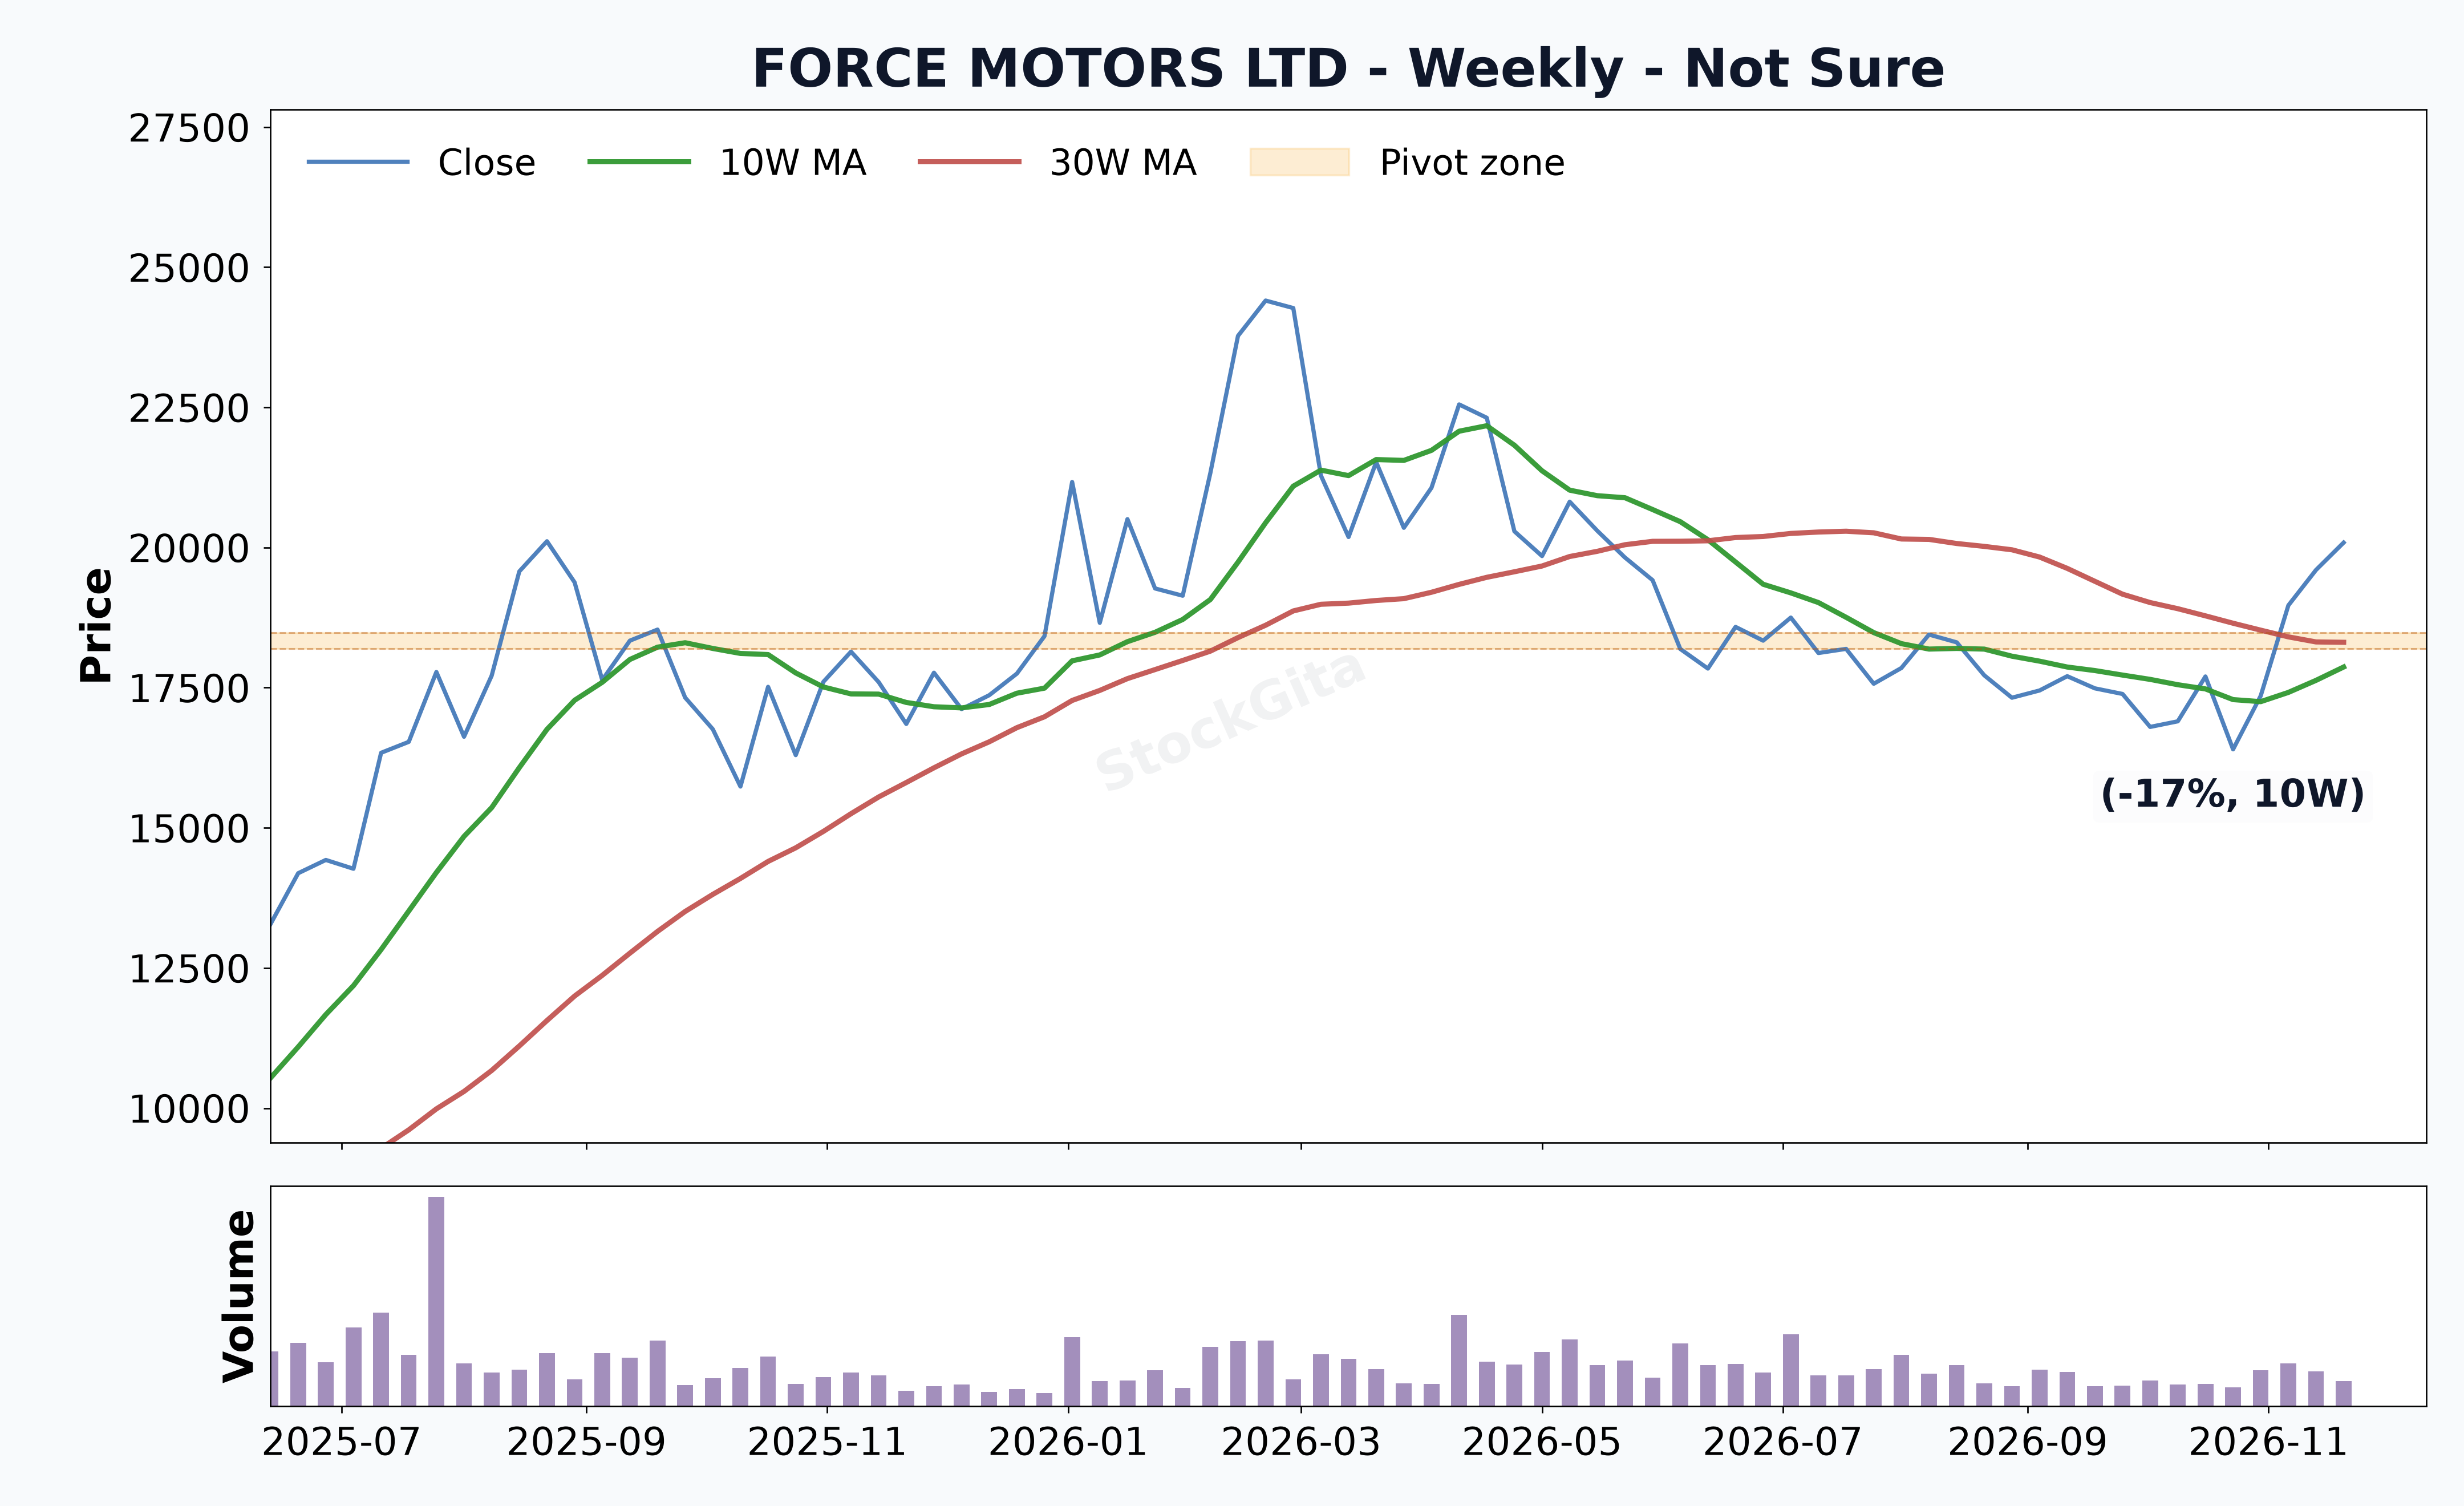 FORCE MOTORS LTD - Weekly - Not Sure
Close 10W MA 30W MA Pivot zone
Price
27500
25000
22500
20000
17500
15000
12500
10000
StockGita
(-17%, 10W)
Volume
2025-07 2025-09 2025-11 2026-01 2026-03 2026-05 2026-07 2026-09 2026-11